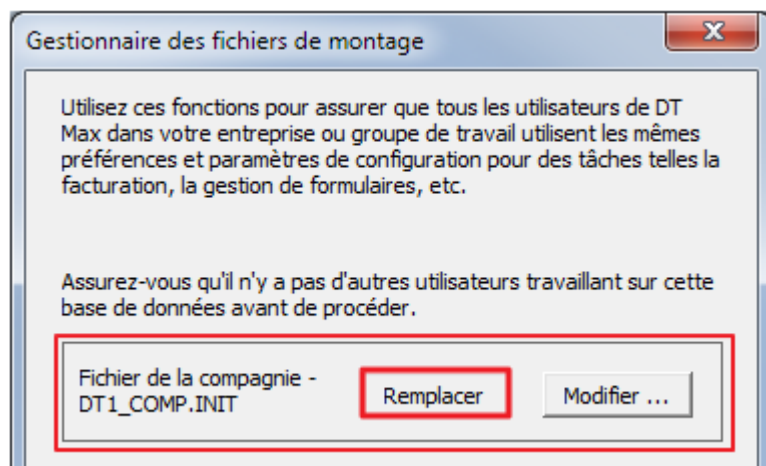 Gestionnaire des fichiers de montage
Utilisez ces fonctions pour assurer que tous les utilisateurs de DT
Max dans votre entreprise ou groupe de travail utilisent les mêmes
préférences et paramètres de configuration pour des tâches telles la
facturation, la gestion de formulaires, etc.
Assurez-vous qu'il n'y a pas d'autres utilisateurs travaillant sur cette
base de données avant de procéder.
Fichier de la compagnie -
DT1_COMP.INIT
Remplacer
Modifier ...